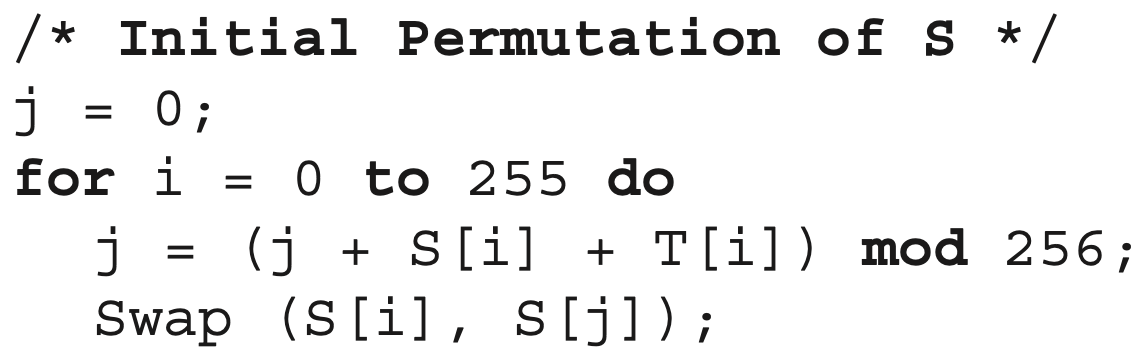 /* Initial Permutation of S */
j = 0;
for i = 0 to 255 do
j = (j + S[i] + T[i]) mod 256;
Swap (S[i], S[j]);